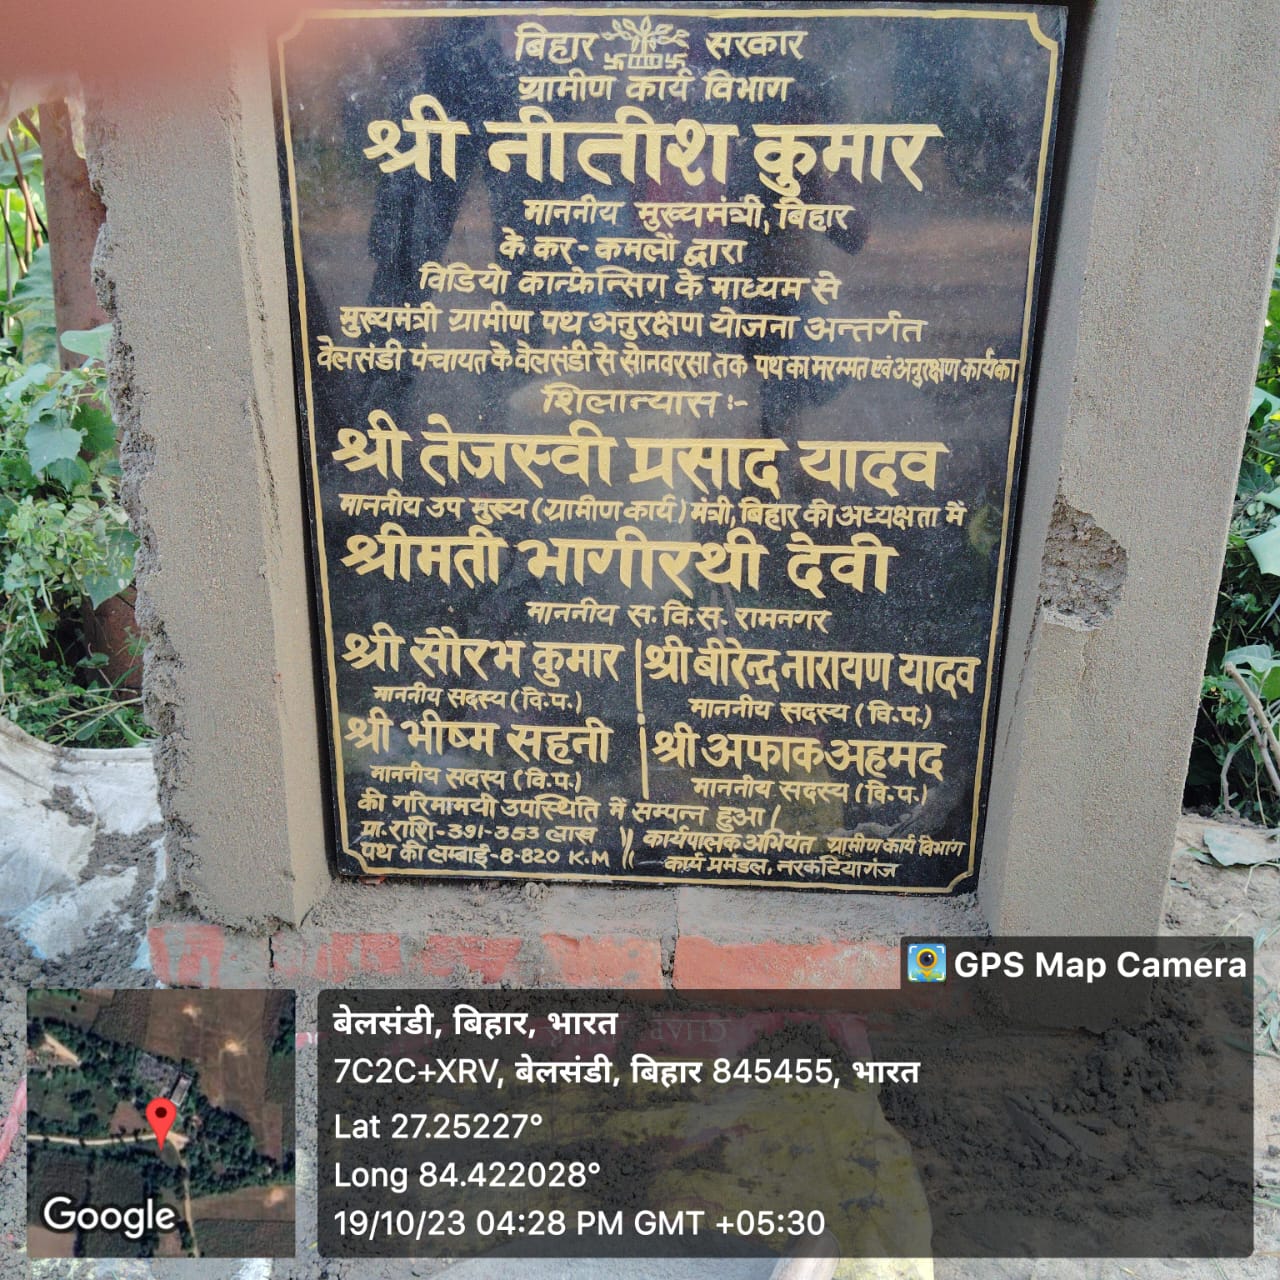 बिहार सरकार
ग्रामीण कार्य विभाग
श्री नीतीश कुमार
माननीय मुख्यमंत्री, बिहार
के कर-कमलों द्वारा
विडियो कान्फ्रेन्सिग के माध्यम से
मुख्यमंत्री ग्रामीण पथ अनुरक्षण योजना अन्तर्गत
वेलसंडी पंचायत के वेलसंडी से सोनवरसा तक पथ का मरम्मत एवं अनुरक्षण कार्य का
शिलान्यास :-
श्री तेजस्वी प्रसाद यादव
माननीय उप मुख्य (ग्रामीण कार्य) मंत्री, बिहार की अध्यक्षता में
श्रीमती भागीरथी देवी
माननीय स. वि. स. रामनगर
श्री सौरभ कुमार
माननीय सदस्य (वि.प.)
श्री बीरेन्द्र नारायण यादव
माननीय सदस्य (वि.प.)
श्री भीष्म सहनी
माननीय सदस्य (वि.प.)
श्री अफाक अहमद
माननीय सदस्य (वि.प.)
की गरिमामयी उपस्थिति में सम्पन्न हुआ।
प्रा. राशि-391-353 लाख
पथ की लम्बाई-8-820 K.M
कार्यपालक अभियंत ग्रामीण कार्य विभाग
कार्य प्रमंडल, नरकटियागंज
GPS Map Camera
बेलसंडी, बिहार, भारत
7C2C+XRV, बेलसंडी, बिहार 845455, भारत
Lat 27.25227°
Long 84.422028°
19/10/23 04:28 PM GMT +05:30
Google